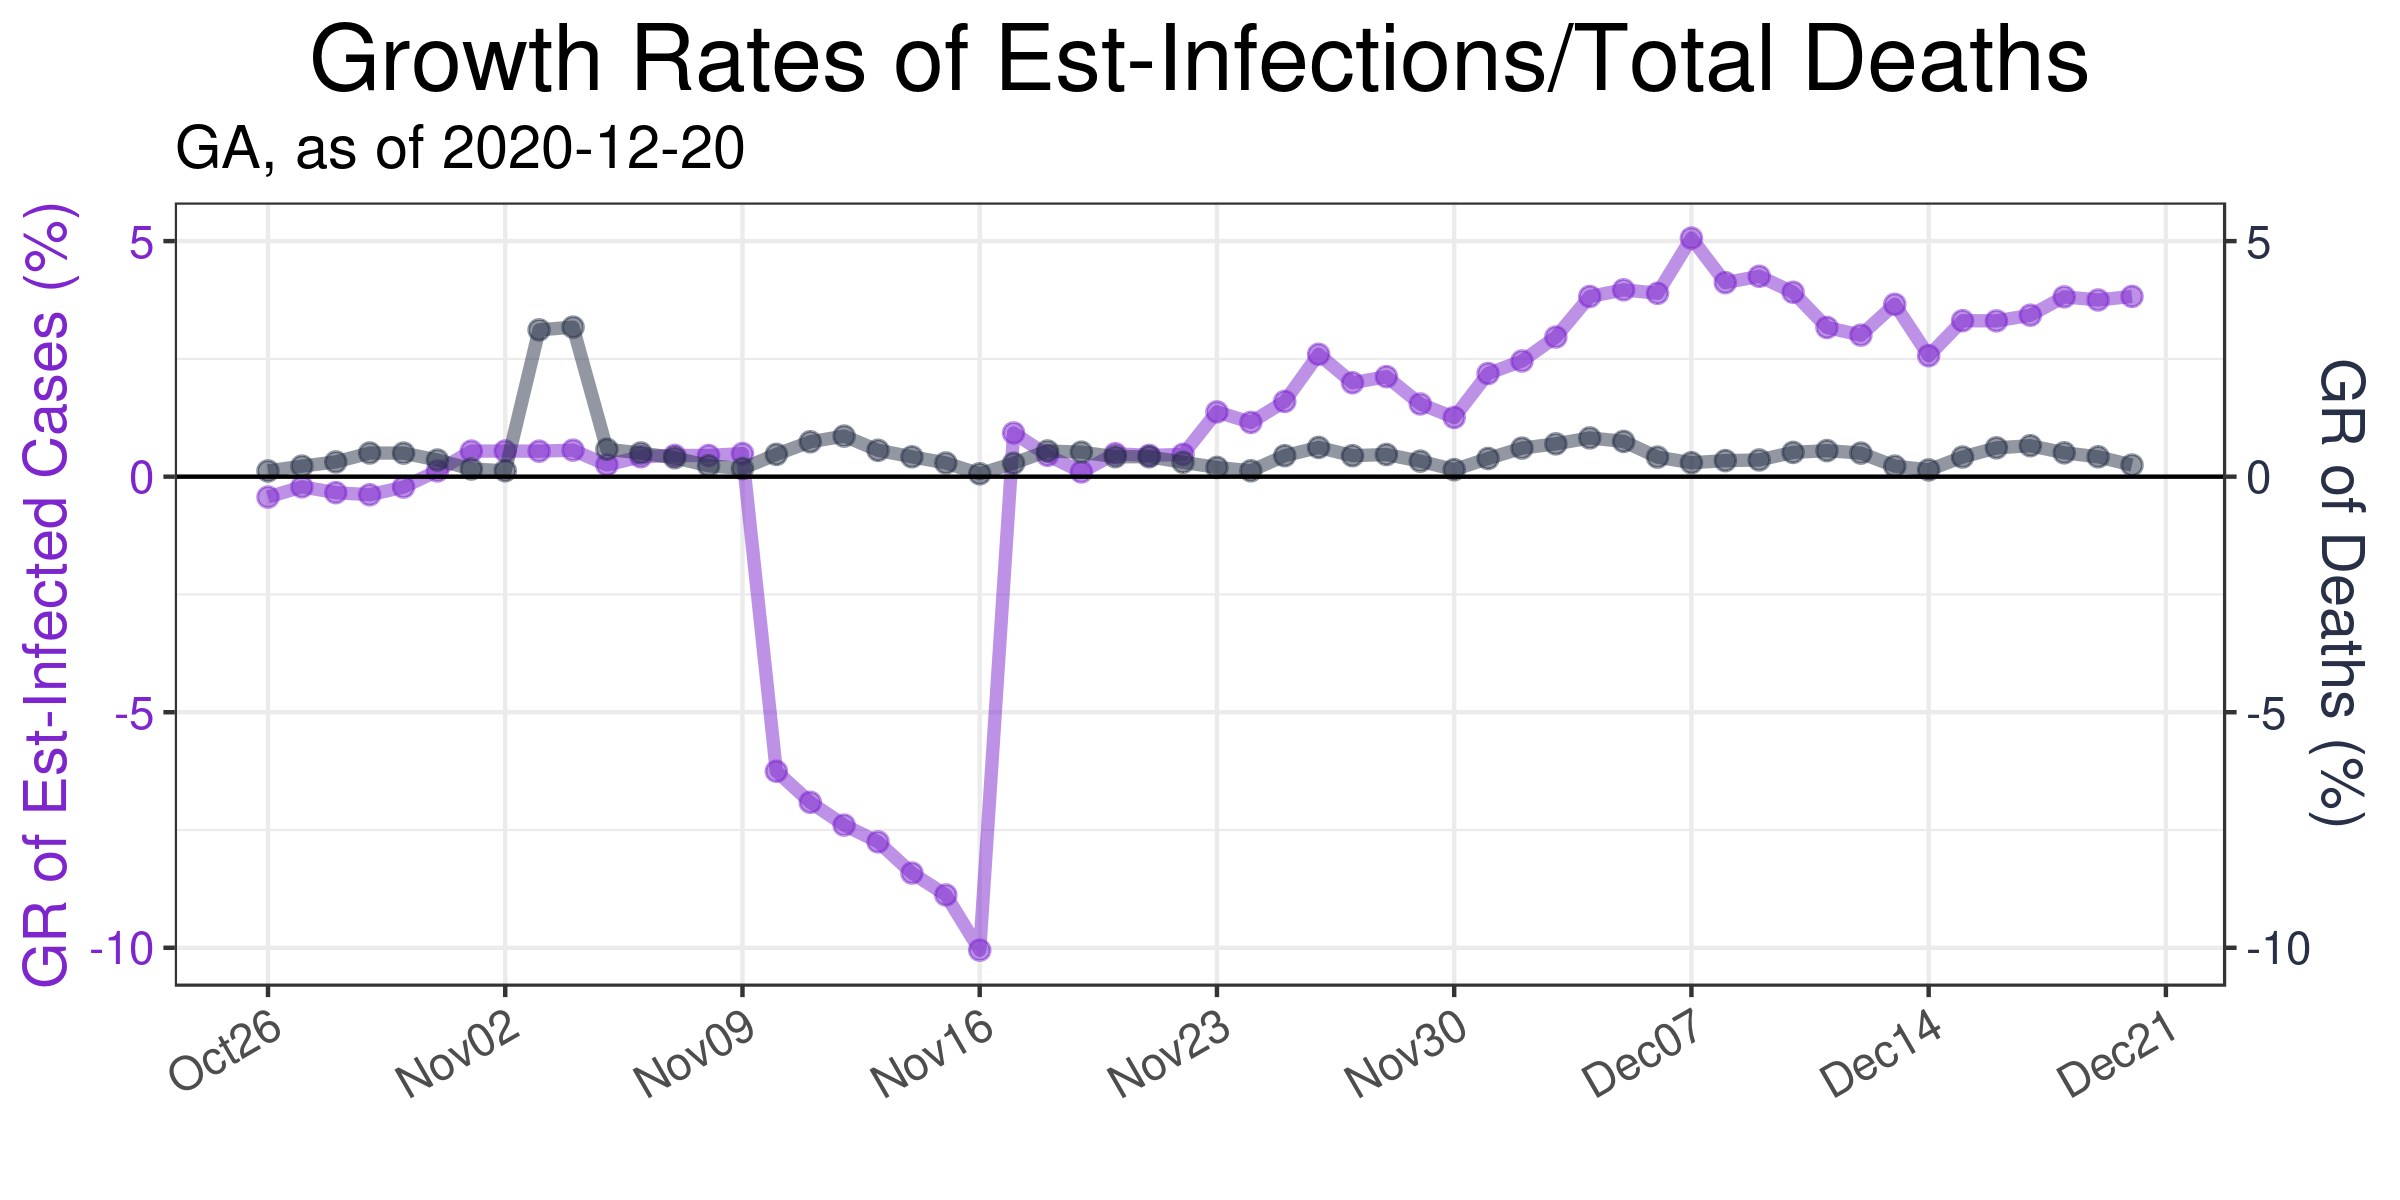 Growth Rates of Est-Infections/Total Deaths
GA, as of 2020-12-20
GR of Est-Infected Cases (%)
5
0
-5
-10
5
0
-5
-10
GR of Deaths (%)
Oct26
Nov02
Nov09
Nov16
Nov23
Nov30
Dec07
Dec14
Dec21